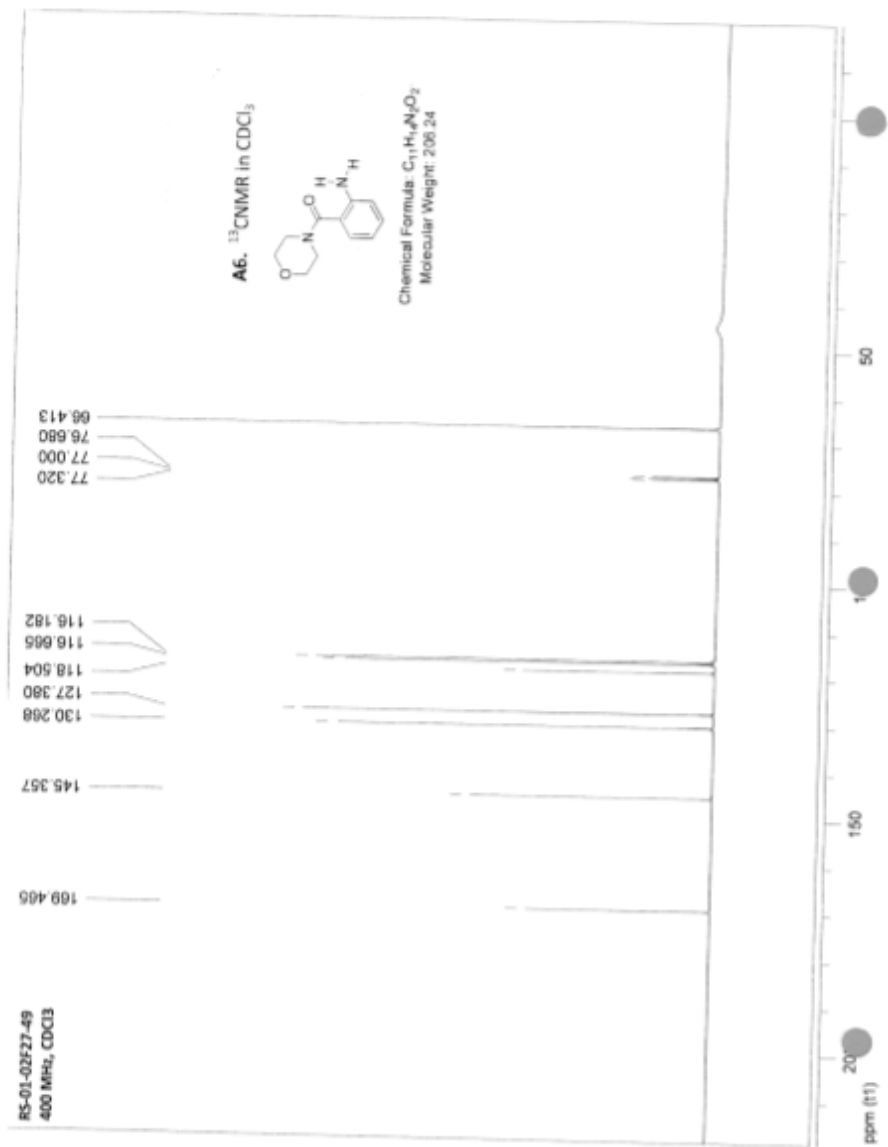 RS-01-02F27-49
400 MHz, CDCl3
169.465
145.357
130.268
127.380
118.504
116.665
116.182
77.320
77.000
76.680
66.413
A6. ¹³CNMR in CDCl₃
O
N
O
H
N
H
Chemical Formula: C₁₁H₁₄N₂O₂
Molecular Weight: 206.24
150
50
ppm (t1)